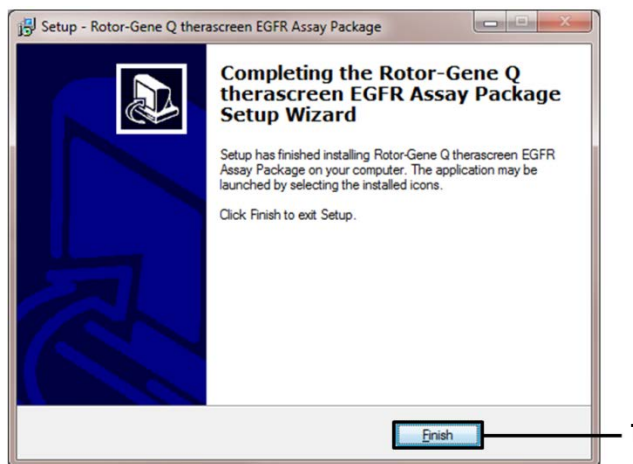 Setup - Rotor-Gene Q therascreen EGFR Assay Package
Completing the Rotor-Gene Q
therascreen EGFR Assay Package
Setup Wizard
Setup has finished installing Rotor-Gene Q therascreen EGFR
Assay Package on your computer. The application may be
launched by selecting the installed icons.
Click Finish to exit Setup.
Finish